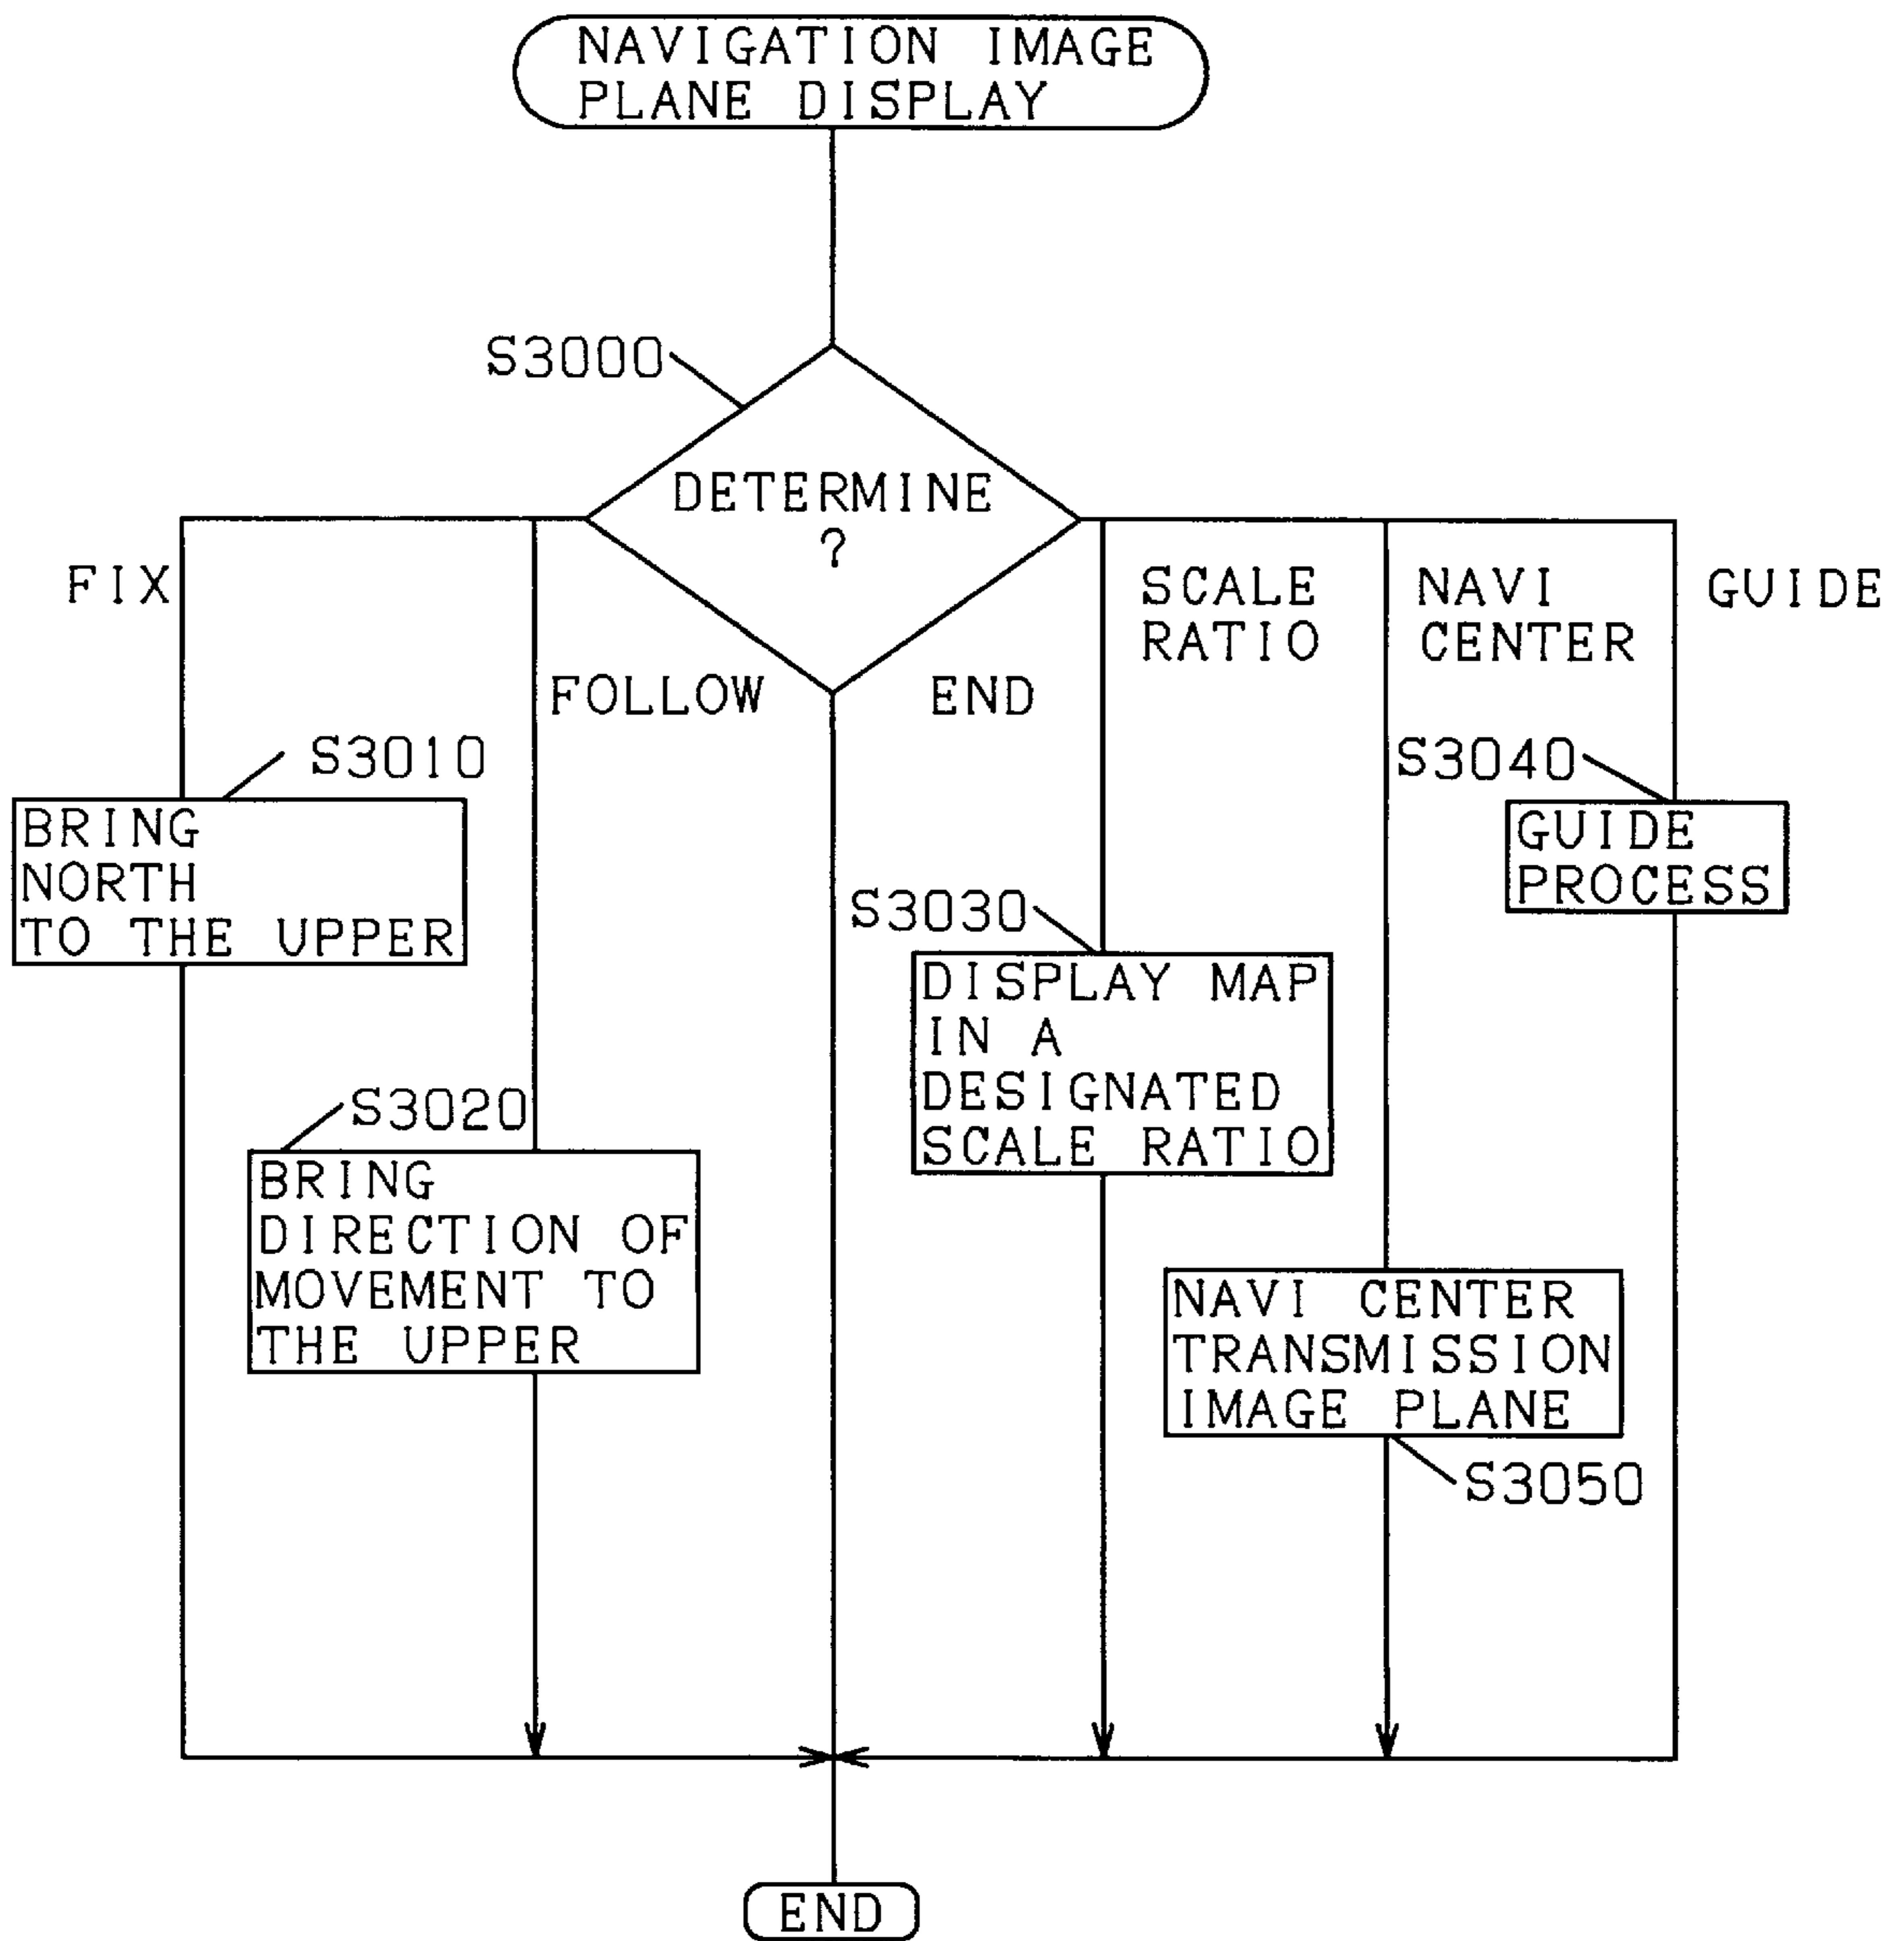 NAVIGATION IMAGE
PLANE DISPLAY
S3000
DETERMINE
?
FIX
FOLLOW
END
SCALE
RATIO
NAVI
CENTER
GUIDE
S3010
BRING
NORTH
TO THE UPPER
S3020
BRING
DIRECTION OF
MOVEMENT TO
THE UPPER
S3030
DISPLAY MAP
IN A
DESIGNATED
SCALE RATIO
S3040
GUIDE
PROCESS
NAVI CENTER
TRANSMISSION
IMAGE PLANE
S3050
END